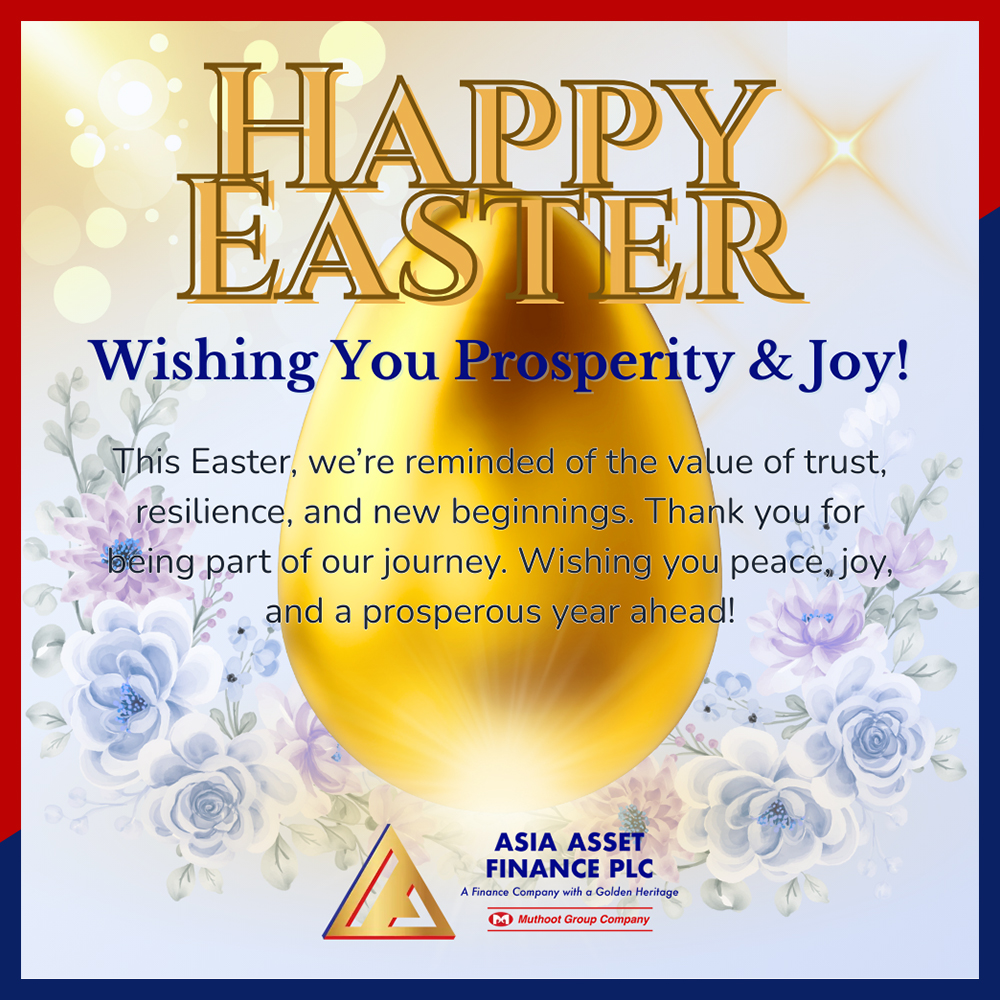 HAPPY
EASTER
Wishing You Prosperity & Joy!
This Easter, we’re reminded of the value of trust,
resilience, and new beginnings. Thank you for
being part of our journey. Wishing you peace, joy,
and a prosperous year ahead!
ASIA ASSET
FINANCE PLC
A Finance Company with a Golden Heritage
Muthoot Group Company